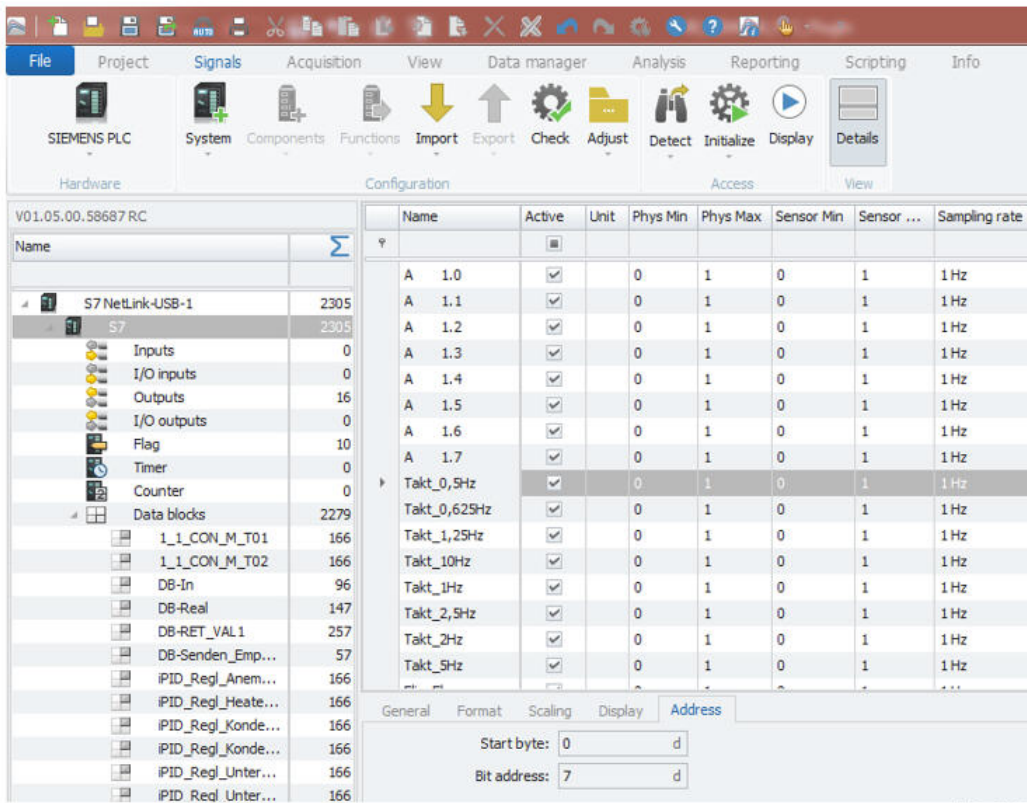 AUTO
File Project Signals Acquisition View Data manager Analysis Reporting Scripting Info
SIEMENS PLC System Components Functions Import Export Check Adjust Detect Initialize Display Details
Hardware Configuration Access View
V01.05.00.58687 RC
Name Σ
S7 NetLink-USB-1 2305
S7 2305
Inputs 0
I/O inputs 0
Outputs 16
I/O outputs 0
Flag 10
Timer 0
Counter 0
Data blocks 2279
1_1_CON_M_T01 166
1_1_CON_M_T02 166
DB-In 96
DB-Real 147
DB-RET_VAL1 257
DB-Senden_Emp... 57
iPID_Regl_Anem... 166
iPID_Regl_Heate... 166
iPID_Regl_Konde... 166
iPID_Regl_Konde... 166
iPID_Regl_Unter... 166
iPID_Regl_Unter... 166
Name Active Unit Phys Min Phys Max Sensor Min Sensor ... Sampling rate
A 1.0 0 1 0 1 1 Hz
A 1.1 0 1 0 1 1 Hz
A 1.2 0 1 0 1 1 Hz
A 1.3 0 1 0 1 1 Hz
A 1.4 0 1 0 1 1 Hz
A 1.5 0 1 0 1 1 Hz
A 1.6 0 1 0 1 1 Hz
A 1.7 0 1 0 1 1 Hz
Takt_0,5Hz 0 1 0 1 1 Hz
Takt_0,625Hz 0 1 0 1 1 Hz
Takt_1,25Hz 0 1 0 1 1 Hz
Takt_10Hz 0 1 0 1 1 Hz
Takt_1Hz 0 1 0 1 1 Hz
Takt_2,5Hz 0 1 0 1 1 Hz
Takt_2Hz 0 1 0 1 1 Hz
Takt_5Hz 0 1 0 1 1 Hz
General Format Scaling Display Address
Start byte: 0 d
Bit address: 7 d